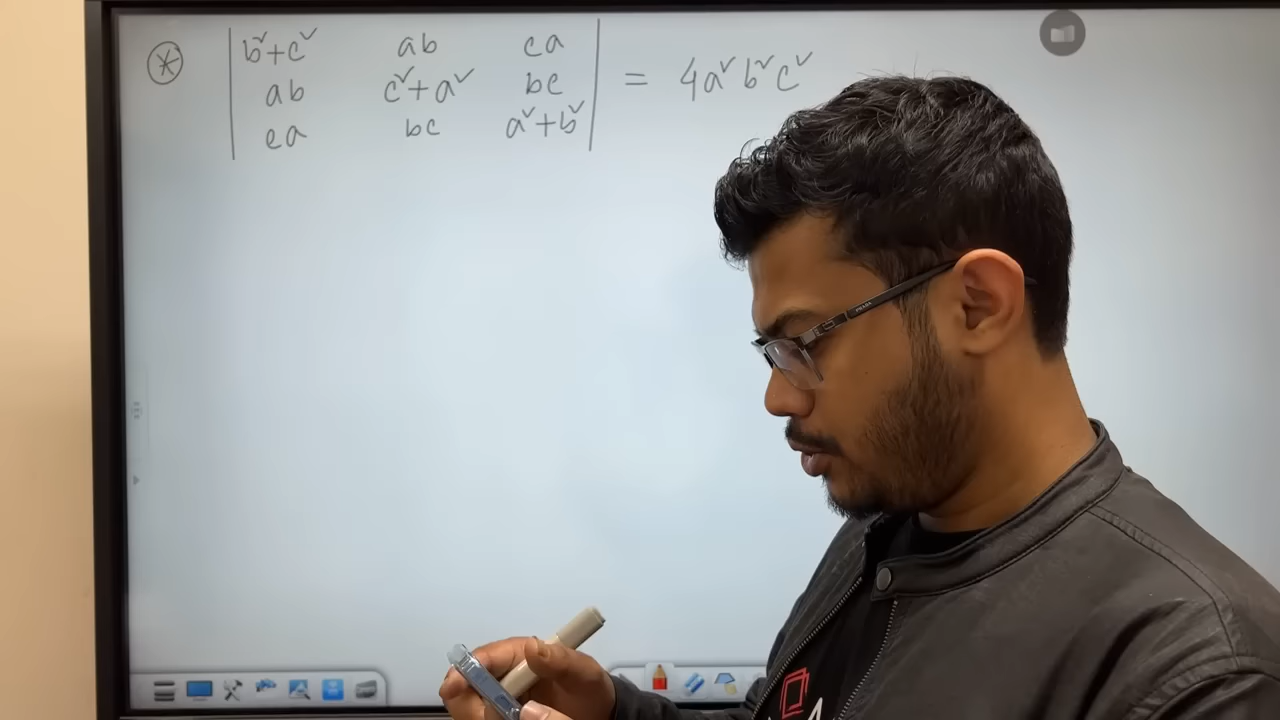 * | b²+c² ab ca |
| ab c²+a² bc | = 4a²b²c²
| ca bc a²+b² |